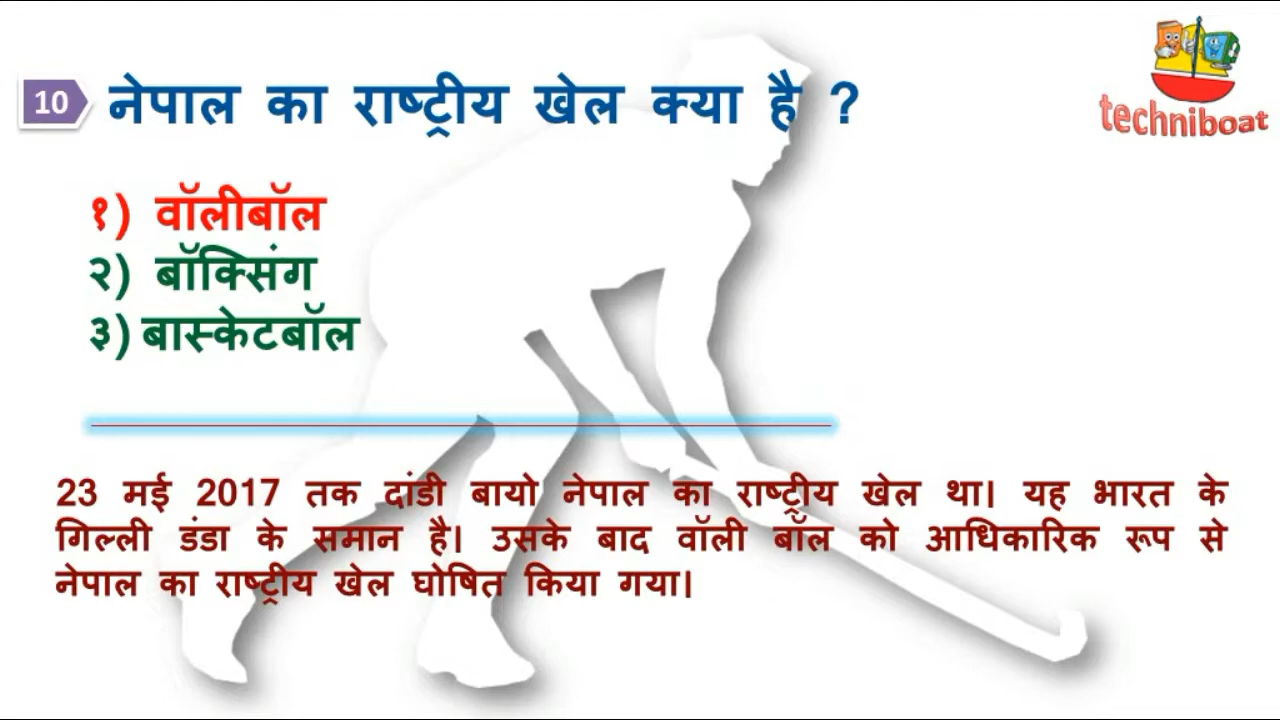 10 नेपाल का राष्ट्रीय खेल क्या है ?
techniboat
१) वॉलीबॉल
२) बॉक्सिंग
३) बास्केटबॉल
23 मई 2017 तक दांडी बायो नेपाल का राष्ट्रीय खेल था। यह भारत के
गिल्ली डंडा के समान है। उसके बाद वॉली बॉल को आधिकारिक रूप से
नेपाल का राष्ट्रीय खेल घोषित किया गया।